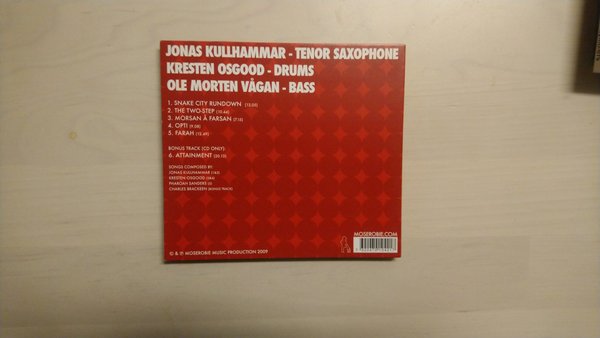 JONAS KULLHAMMAR - TENOR SAXOPHONE
KRESTEN OSGOOD - DRUMS
OLE MORTEN VÅGAN - BASS
1. SNAKE CITY RUNDOWN
2. THE TWO-STEP
3. MORSAN Å FARSAN
4. OPTI
5. FARAH
BONUS TRACK (CD ONLY)
6. ATTAINMENT
SONGS COMPOSED BY:
JONAS KULLHAMMAR
KRESTEN OSGOOD
PHAROAH SANDERS
CHARLES BRACKEEN (BONUS TRACK)
MOSEROBIE.COM
© & ℗ MOSEROBIE MUSIC PRODUCTION 2009